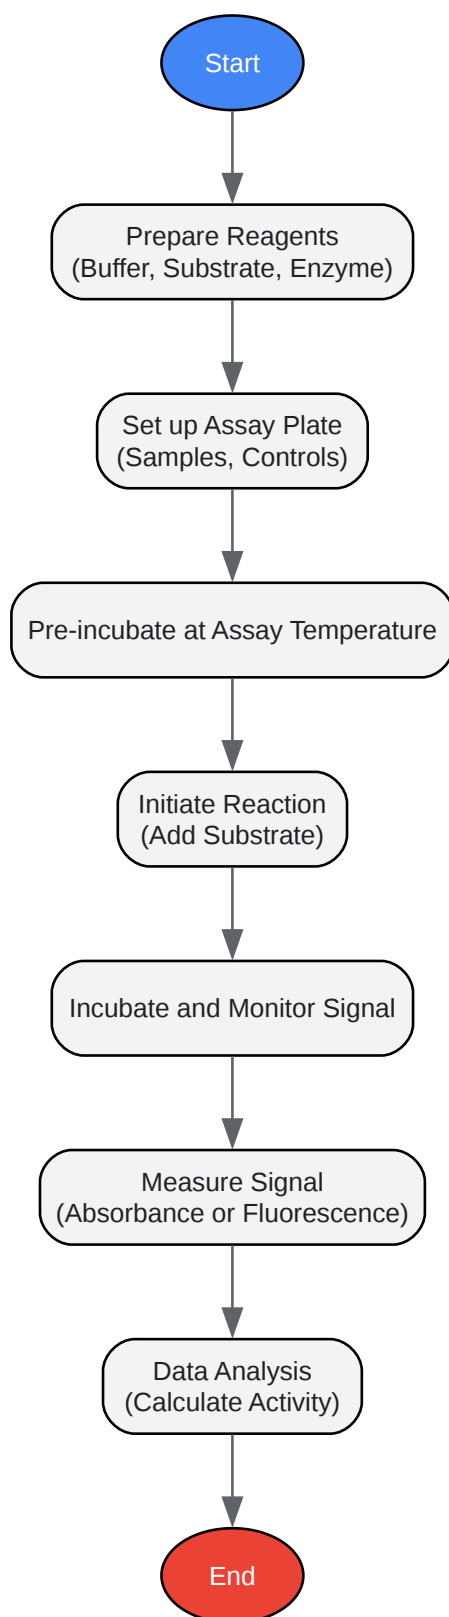 Start
Prepare Reagents
(Buffer, Substrate, Enzyme)
Set up Assay Plate
(Samples, Controls)
Pre-incubate at Assay Temperature
Initiate Reaction
(Add Substrate)
Incubate and Monitor Signal
Measure Signal
(Absorbance or Fluorescence)
Data Analysis
(Calculate Activity)
End